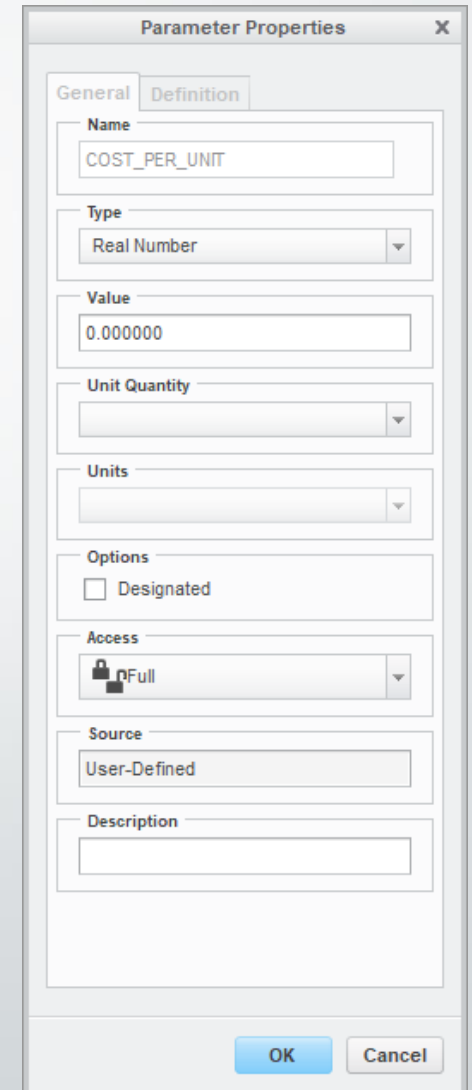 Parameter Properties X
General Definition
Name
COST_PER_UNIT
Type
Real Number
Value
0.000000
Unit Quantity
Units
Options
Designated
Access
Full
Source
User-Defined
Description
OK Cancel